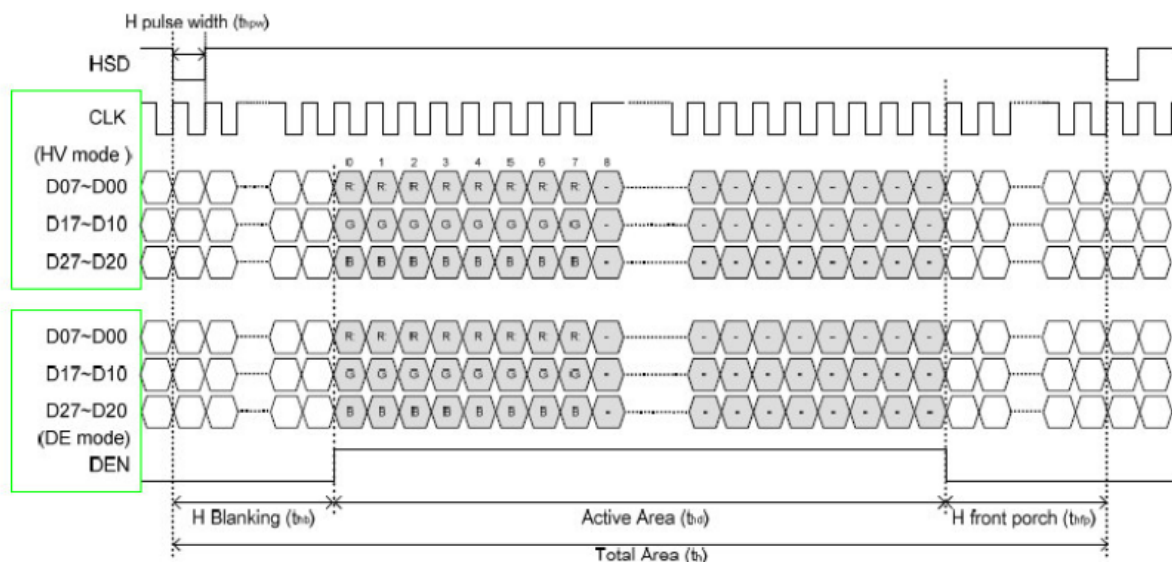 H pulse width (thpw)
HSD
CLK
(HV mode )
0 1 2 3 4 5 6 7 8
D07~D00 R R R R R R R R - - - - - - - - -
D17~D10 G G G G G G G G - - - - - - - - -
D27~D20 B B B B B B B B - - - - - - - - -
D07~D00 R R R R R R R R - - - - - - - - -
D17~D10 G G G G G G G G - - - - - - - - -
D27~D20 B B B B B B B B - - - - - - - - -
(DE mode)
DEN
H Blanking (thb) Active Area (thd) H front porch (thfp)
Total Area (th)